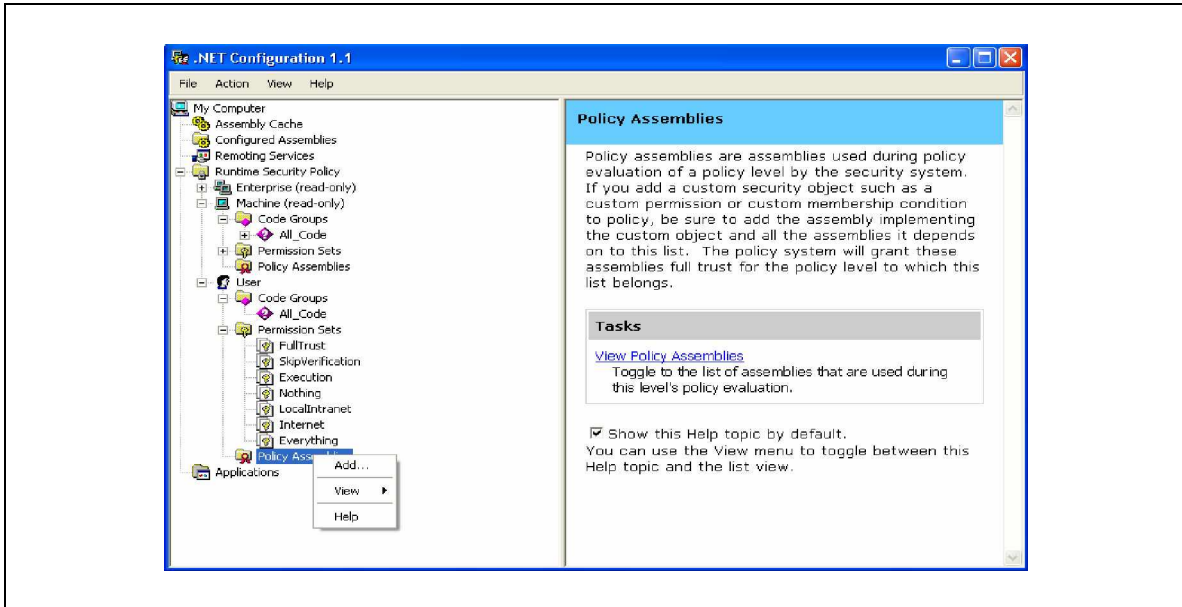 .NET Configuration 1.1
File Action View Help
My Computer
Assembly Cache
Configured Assemblies
Remoting Services
Runtime Security Policy
Enterprise (read-only)
Machine (read-only)
Code Groups
All_Code
Permission Sets
Policy Assemblies
User
Code Groups
All_Code
Permission Sets
FullTrust
SkipVerification
Execution
Nothing
LocalIntranet
Internet
Everything
Policy
Applications
Add...
View
Help
Policy Assemblies
Policy assemblies are assemblies used during policy
evaluation of a policy level by the security system.
If you add a custom security object such as a
custom permission or custom membership condition
to policy, be sure to add the assembly implementing
the custom object and all the assemblies it depends
on to this list. The policy system will grant these
assemblies full trust for the policy level to which this
list belongs.
Tasks
View Policy Assemblies
Toggle to the list of assemblies that are used during
this level's policy evaluation.
Show this Help topic by default.
You can use the View menu to toggle between this
Help topic and the list view.